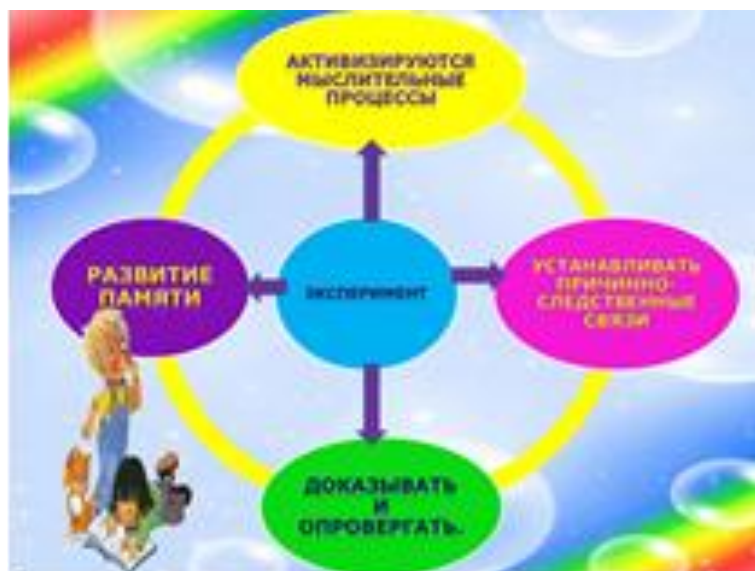 АКТИВИЗИРУЮТСЯ
МЫСЛИТЕЛЬНЫЕ
ПРОЦЕССЫ
РАЗВИТИЕ
ПАМЯТИ
ЭКСПЕРИМЕНТ
УСТАНАВЛИВАТЬ
ПРИЧИННО-
СЛЕДСТВЕННЫЕ
СВЯЗИ
ДОКАЗЫВАТЬ
И
ОПРОВЕРГАТЬ.